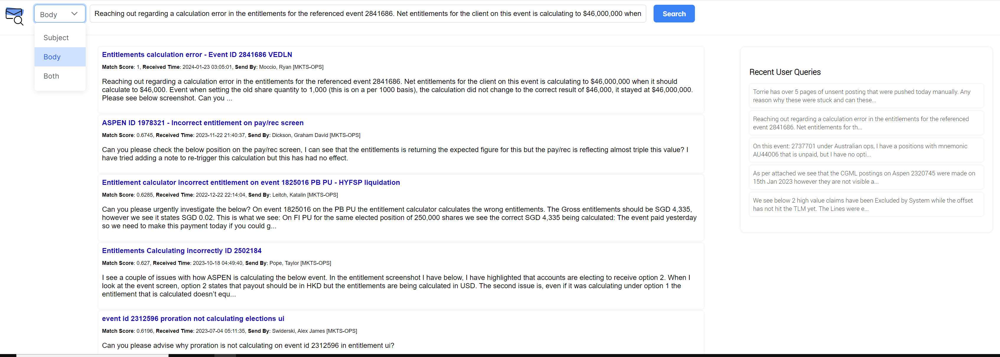 Body
Reaching out regarding a calculation error in the entitlements for the referenced event 2841686. Net entitlements for the client on this event is calculating to $46,000,000 when
Search
Subject
Body
Both
Entitlements calculation error - Event ID 2841686 VEDLN
Match Score: 1, Received Time: 2024-01-23 03:05:01, Send By: Moccio, Ryan [MKTS-OPS]
Reaching out regarding a calculation error in the entitlements for the referenced event 2841686. Net entitlements for the client on this event is calculating to $46,000,000 when it should
calculate to $46,000. Event when setting the old share quantity to 1,000 (this is on a per 1000 basis), the calculation did not change to the correct result of $46,000, it stayed at $46,000,000.
Please see below screenshot. Can you ...
ASPEN ID 1978321 - Incorrect entitlement on pay/rec screen
Match Score: 0.6745, Received Time: 2023-11-22 21:40:37, Send By: Dickson, Graham David [MKTS-OPS]
Can you please check the below position on the pay/rec screen, I can see that the entitlements is returning the expected figure for this but the pay/rec is reflecting almost triple this value? I
have tried adding a note to re-trigger this calculation but this has had no effect.
Entitlement calculator incorrect entitlement on event 1825016 PB PU - HYFSP liquidation
Match Score: 0.6285, Received Time: 2022-12-22 22:14:04, Send By: Leitch, Katalin [MKTS-OPS]
Can you please urgently investigate the below? On event 1825016 on the PB PU the entitlement calculator calculates the wrong entitlements. The Gross entitlements should be SGD 4,335,
however we see it states SGD 0.02. This is what we see: On FI PU for the same elected position of 250,000 shares we see the correct SGD 4,335 being calculated: The event paid yesterday
so we need to make this payment today if you could g...
Entitlements Calculating incorrectly ID 2502184
Match Score: 0.627, Received Time: 2023-10-18 04:49:40, Send By: Pope, Taylor [MKTS-OPS]
I see a couple of issues with how ASPEN is calculating the below event. In the entitlement screenshot I have below, I have highlighted that accounts are electing to receive option 2. When I
look at the event screen, option 2 states that payout should be in HKD but the entitlements are being calculated in USD. The second issue is, even if it was calculating under option 1 the
entitlement that is calculated doesn’t equ...
event id 2312596 proration not calculating elections ui
Match Score: 0.6196, Received Time: 2023-07-04 05:11:35, Send By: Swiderski, Alex James [MKTS-OPS]
Can you please advise why proration is not calculating on event id 2312596 in entitlement ui?
Recent User Queries
Torrie has over 5 pages of unsent posting that were pushed today manually. Any
reason why these were stuck and can these...
Reaching out regarding a calculation error in the entitlements for the referenced
event 2841686. Net entitlements for th...
On this event: 2737701 under Australian ops, I have a positions with mnemonic
AU44006 that is unpaid, but I have no opti...
As per attached we see that the CGML postings on Aspen 2320745 were made on
15th Jan 2023 however they are not visible a...
We see below 2 high value claims have been Excluded by System while the offset
has not hit the TLM yet. The Lines were e...